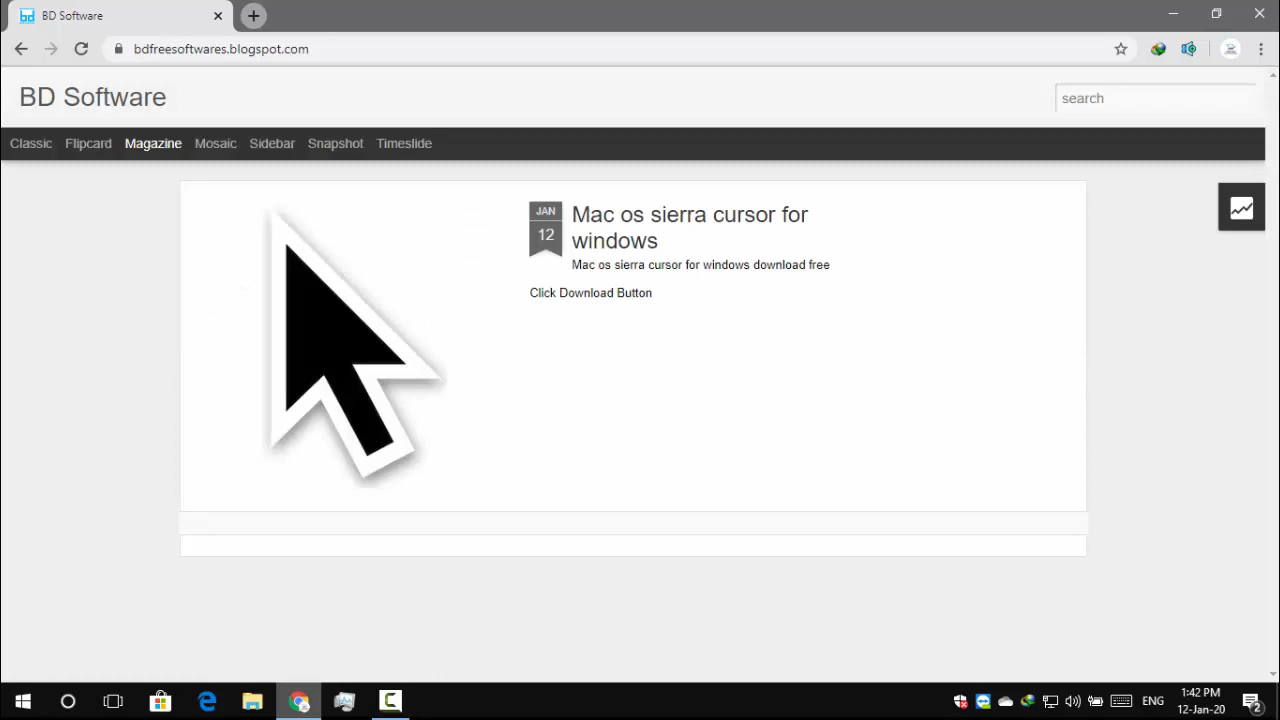 BD Software
bdfreesoftwares.blogspot.com
BD Software
search
Classic Flipcard Magazine Mosaic Sidebar Snapshot Timeslide
JAN
12
Mac os sierra cursor for
windows
Mac os sierra cursor for windows download free
Click Download Button
ENG
1:42 PM
12-Jan-20
2